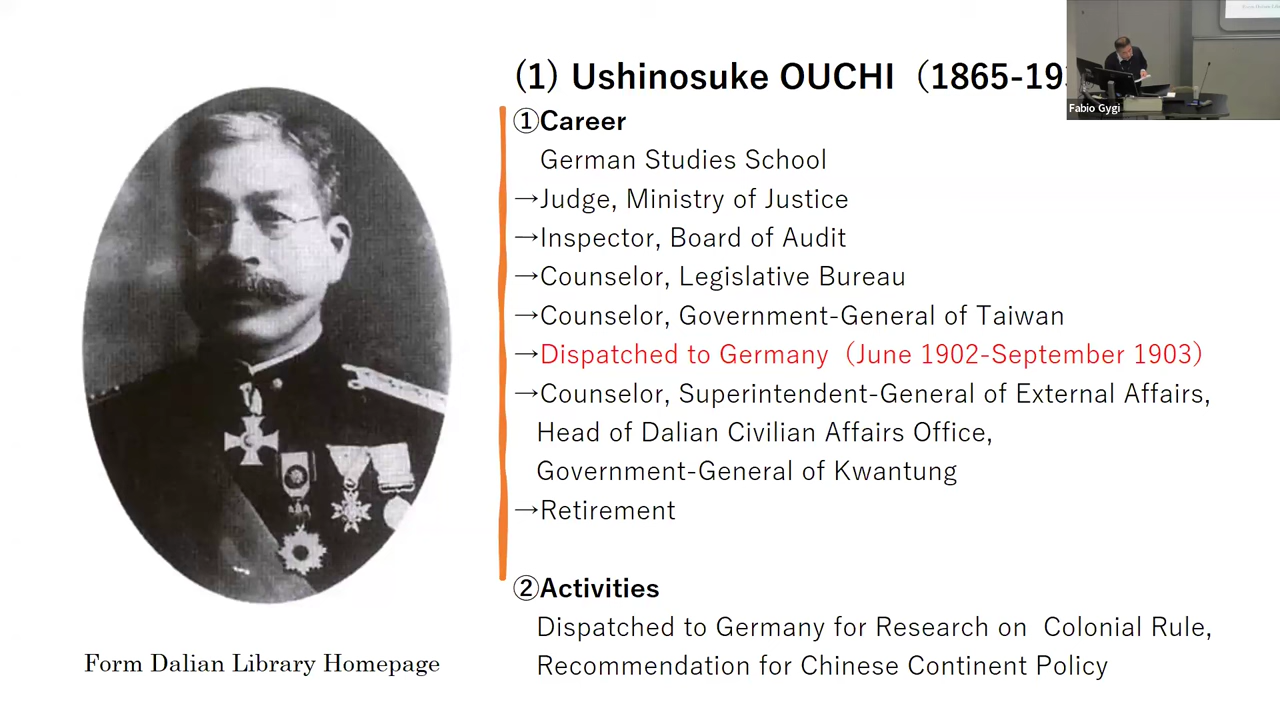 (1) Ushinosuke OUCHI（1865-19
Fabio Gygi
①Career
German Studies School
→Judge, Ministry of Justice
→Inspector, Board of Audit
→Counselor, Legislative Bureau
→Counselor, Government-General of Taiwan
→Dispatched to Germany（June 1902-September 1903）
→Counselor, Superintendent-General of External Affairs,
Head of Dalian Civilian Affairs Office,
Government-General of Kwantung
→Retirement
②Activities
Dispatched to Germany for Research on Colonial Rule,
Recommendation for Chinese Continent Policy
Form Dalian Library Homepage